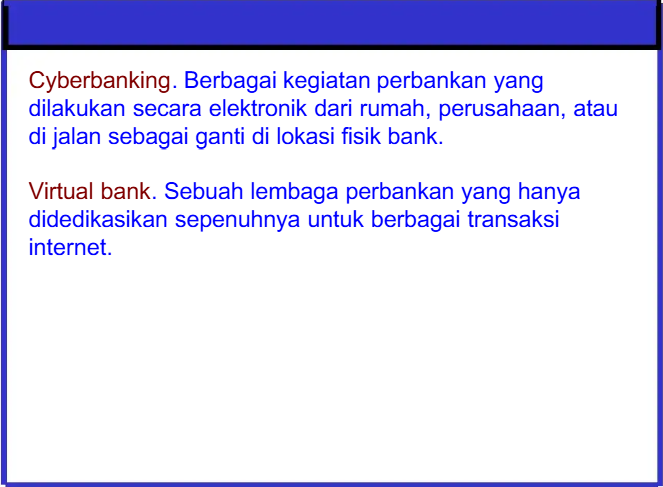 Cyberbanking. Berbagai kegiatan perbankan yang
dilakukan secara elektronik dari rumah, perusahaan, atau
di jalan sebagai ganti di lokasi fisik bank.
Virtual bank. Sebuah lembaga perbankan yang hanya
didedikasikan sepenuhnya untuk berbagai transaksi
internet.